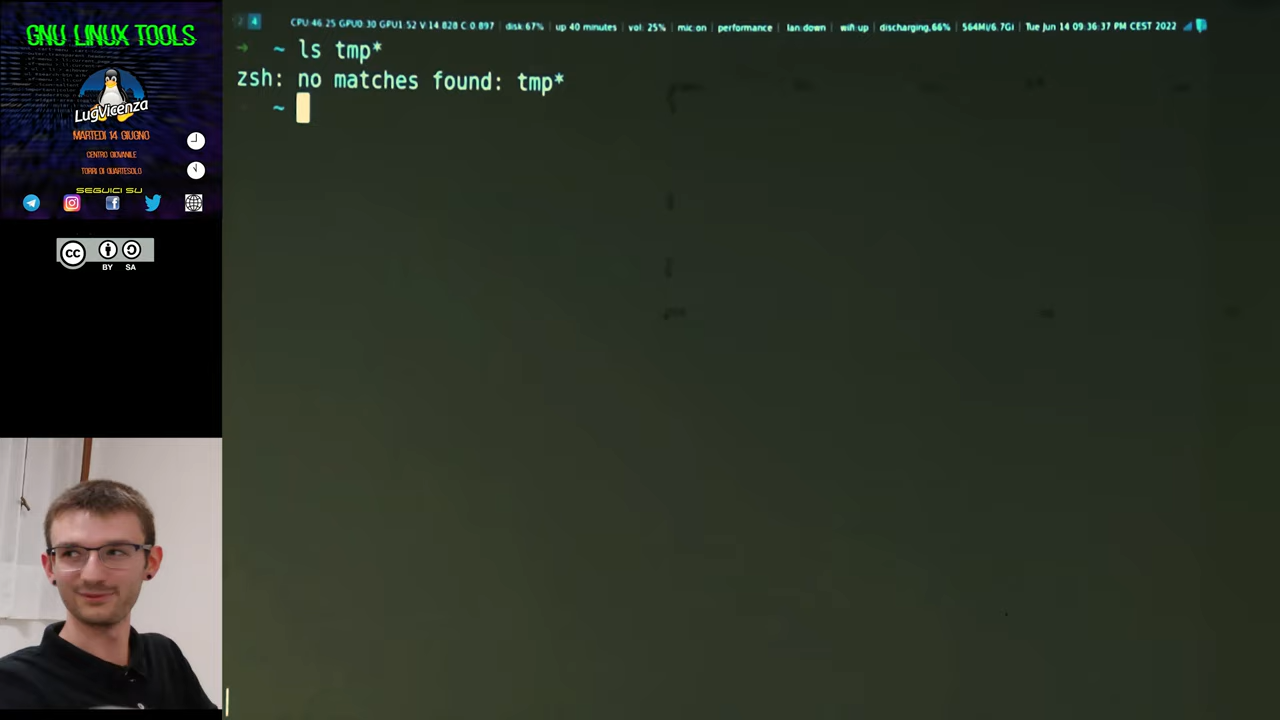 GNU LINUX TOOLS
LugVicenza
MARTEDI 14 GIUGNO
CENTRO GIOVANILE
TORRI DI QUARTESOLO
SEGUICI SU
CC BY SA
4
CPU:46.25 GPU0:30 GPU1:52 V:14.828 C:0.897 | disk:67% | up 40 minutes | vol: 25% | mic:on | performance | lan:down | wifi:up | discharging,66% | 564Mi/6.7Gi | Tue Jun 14 09:36:37 PM CEST 2022
→ ~ ls tmp*
zsh: no matches found: tmp*
~